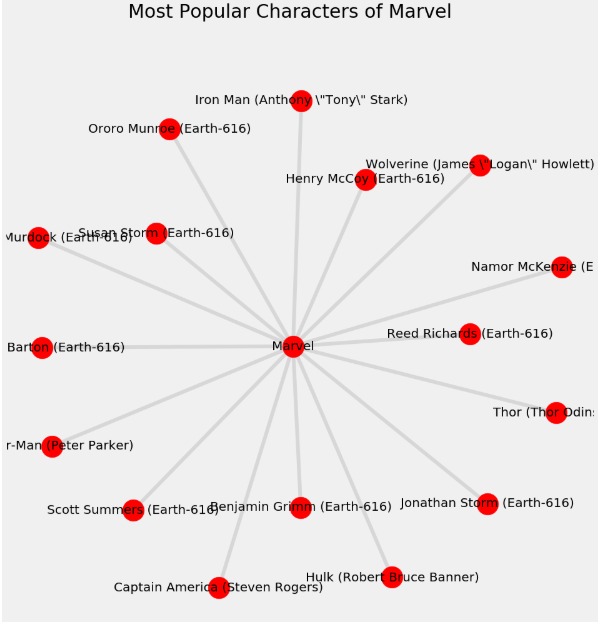 Most Popular Characters of Marvel
Iron Man (Anthony \"Tony\" Stark)
Ororo Munroe (Earth-616)
Wolverine (James \"Logan\" Howlett)
Henry McCoy (Earth-616)
Susan Storm (Earth-616)
Murdock (Earth-616)
Namor McKenzie (E
Reed Richards (Earth-616)
Marvel
Barton (Earth-616)
Thor (Thor Odins
r-Man (Peter Parker)
Jonathan Storm (Earth-616)
Benjamin Grimm (Earth-616)
Scott Summers (Earth-616)
Hulk (Robert Bruce Banner)
Captain America (Steven Rogers)